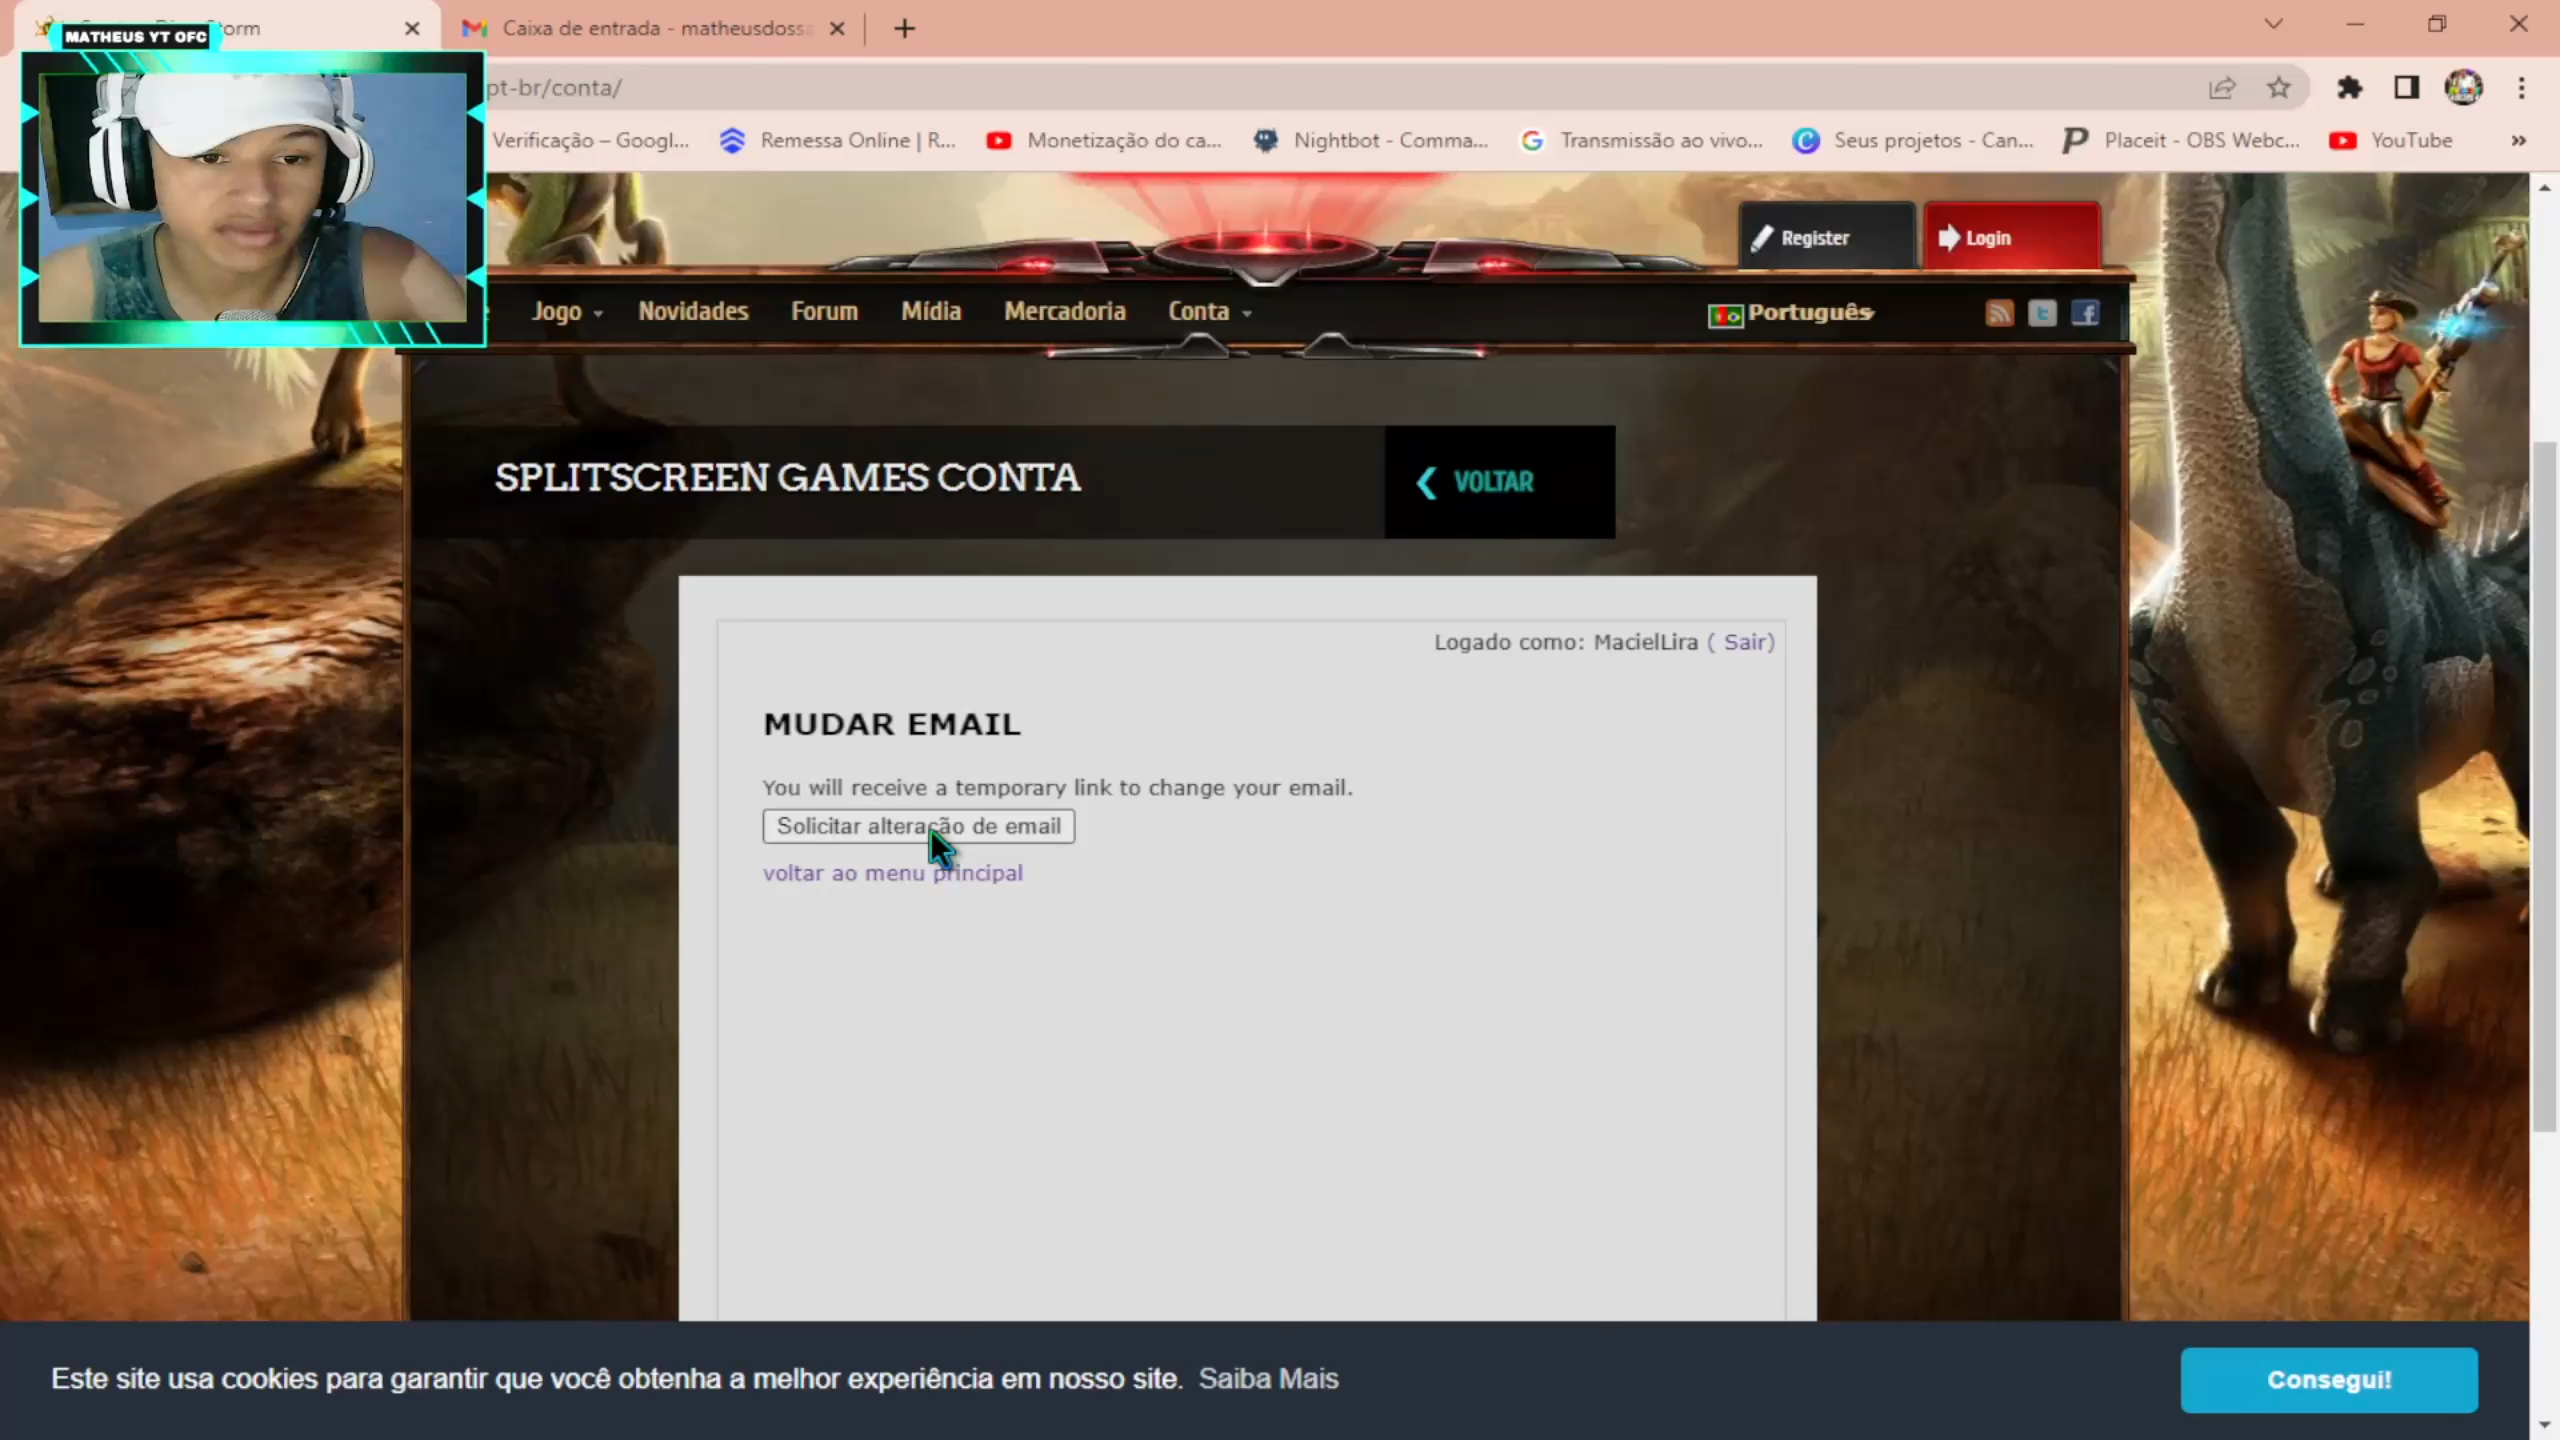 orm
Caixa de entrada - matheusdossa
MATHEUS YT OFC
pt-br/conta/
Verificação – Googl...
Remessa Online | R...
Monetização do ca...
Nightbot - Comma...
Transmissão ao vivo...
Seus projetos - Can...
Placeit - OBS Webc...
YouTube
Register
Login
Jogo
Novidades
Forum
Mídia
Mercadoria
Conta
Português
SPLITSCREEN GAMES CONTA
VOLTAR
Logado como: MacielLira ( Sair)
MUDAR EMAIL
You will receive a temporary link to change your email.
Solicitar alteração de email
voltar ao menu principal
Este site usa cookies para garantir que você obtenha a melhor experiência em nosso site. Saiba Mais
Consegui!